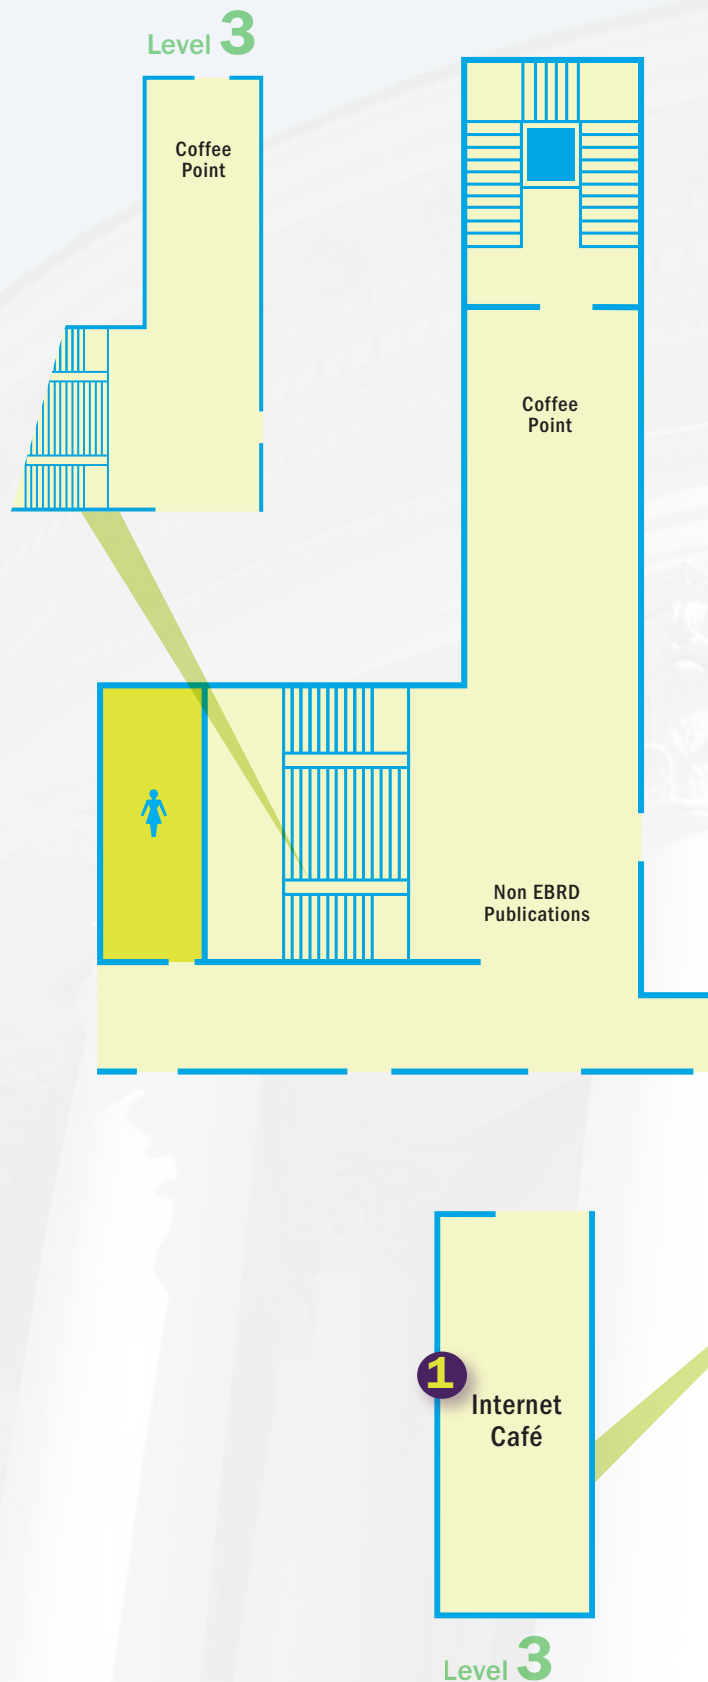 Level 3
Coffee
Point
Coffee
Point
Non EBRD
Publications
1
Internet
Café
Level 3